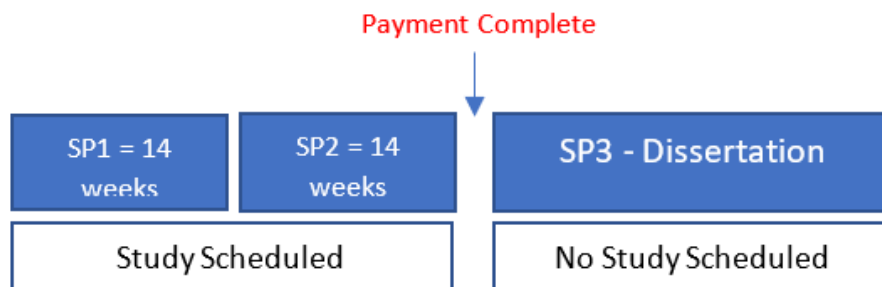 Payment Complete
SP1 = 14
weeks
SP2 = 14
weeks
SP3 - Dissertation
Study Scheduled
No Study Scheduled